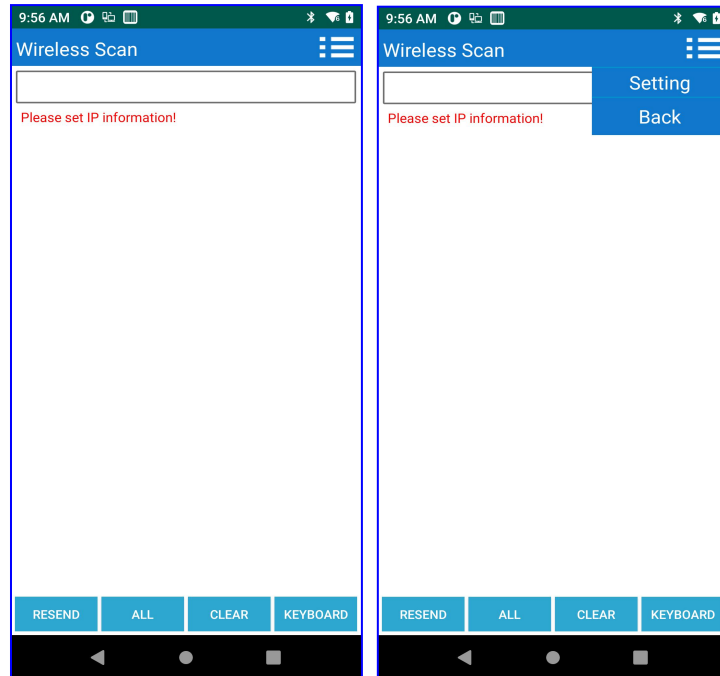 9:56 AM
Wireless Scan
Please set IP information!
RESEND ALL CLEAR KEYBOARD
9:56 AM
Wireless Scan
Setting
Back
Please set IP information!
RESEND ALL CLEAR KEYBOARD